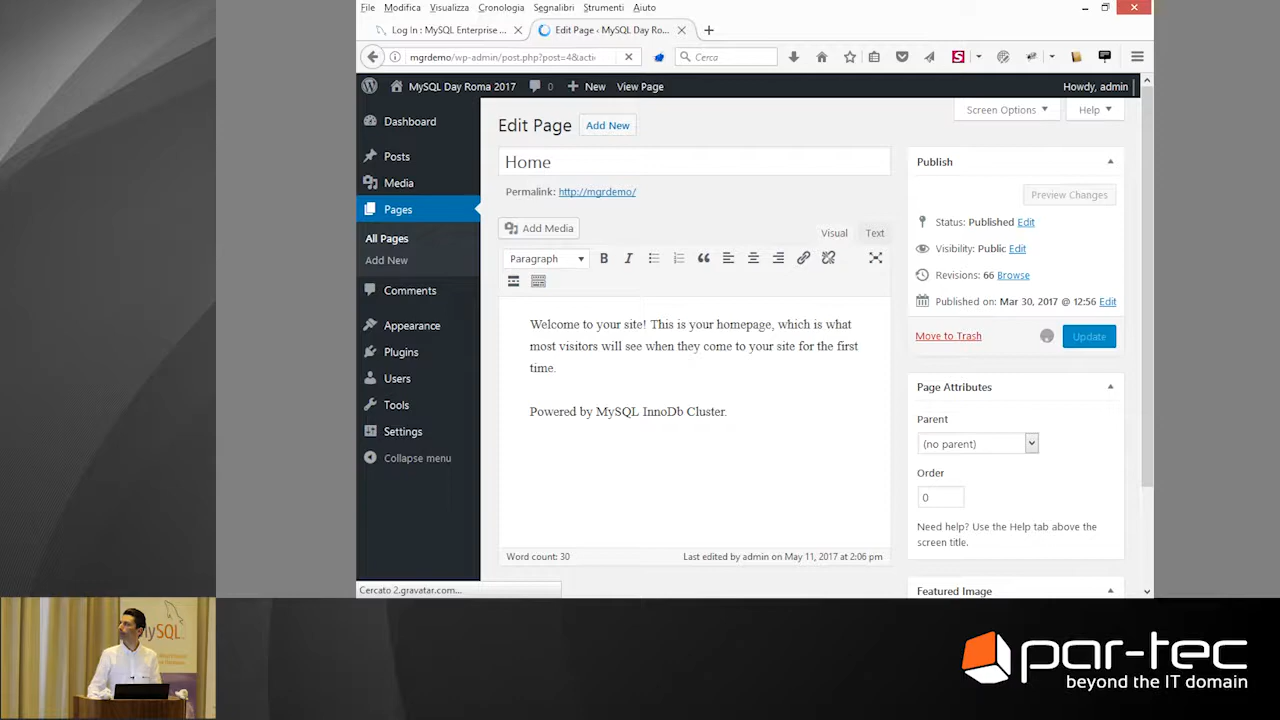 File Modifica Visualizza Cronologia Segnalibri Strumenti Aiuto
Log In : MySQL Enterprise ... Edit Page ‹ MySQL Day Ro...
mgrdemo/wp-admin/post.php?post=4&acti Cerca
MySQL Day Roma 2017 0 New View Page Howdy, admin
Screen Options Help
Dashboard
Posts
Media
Pages
All Pages
Add New
Comments
Appearance
Plugins
Users
Tools
Settings
Collapse menu
Edit Page Add New
Home
Permalink: http://mgrdemo/
Add Media Visual Text
Paragraph B I
Welcome to your site! This is your homepage, which is what
most visitors will see when they come to your site for the first
time.
Powered by MySQL InnoDb Cluster.
Word count: 30 Last edited by admin on May 11, 2017 at 2:06 pm
Publish
Preview Changes
Status: Published Edit
Visibility: Public Edit
Revisions: 66 Browse
Published on: Mar 30, 2017 @ 12:56 Edit
Move to Trash Update
Page Attributes
Parent
(no parent)
Order
0
Need help? Use the Help tab above the
screen title.
Featured Image
Cercato 2.gravatar.com...
MySQL
par-tec
beyond the IT domain